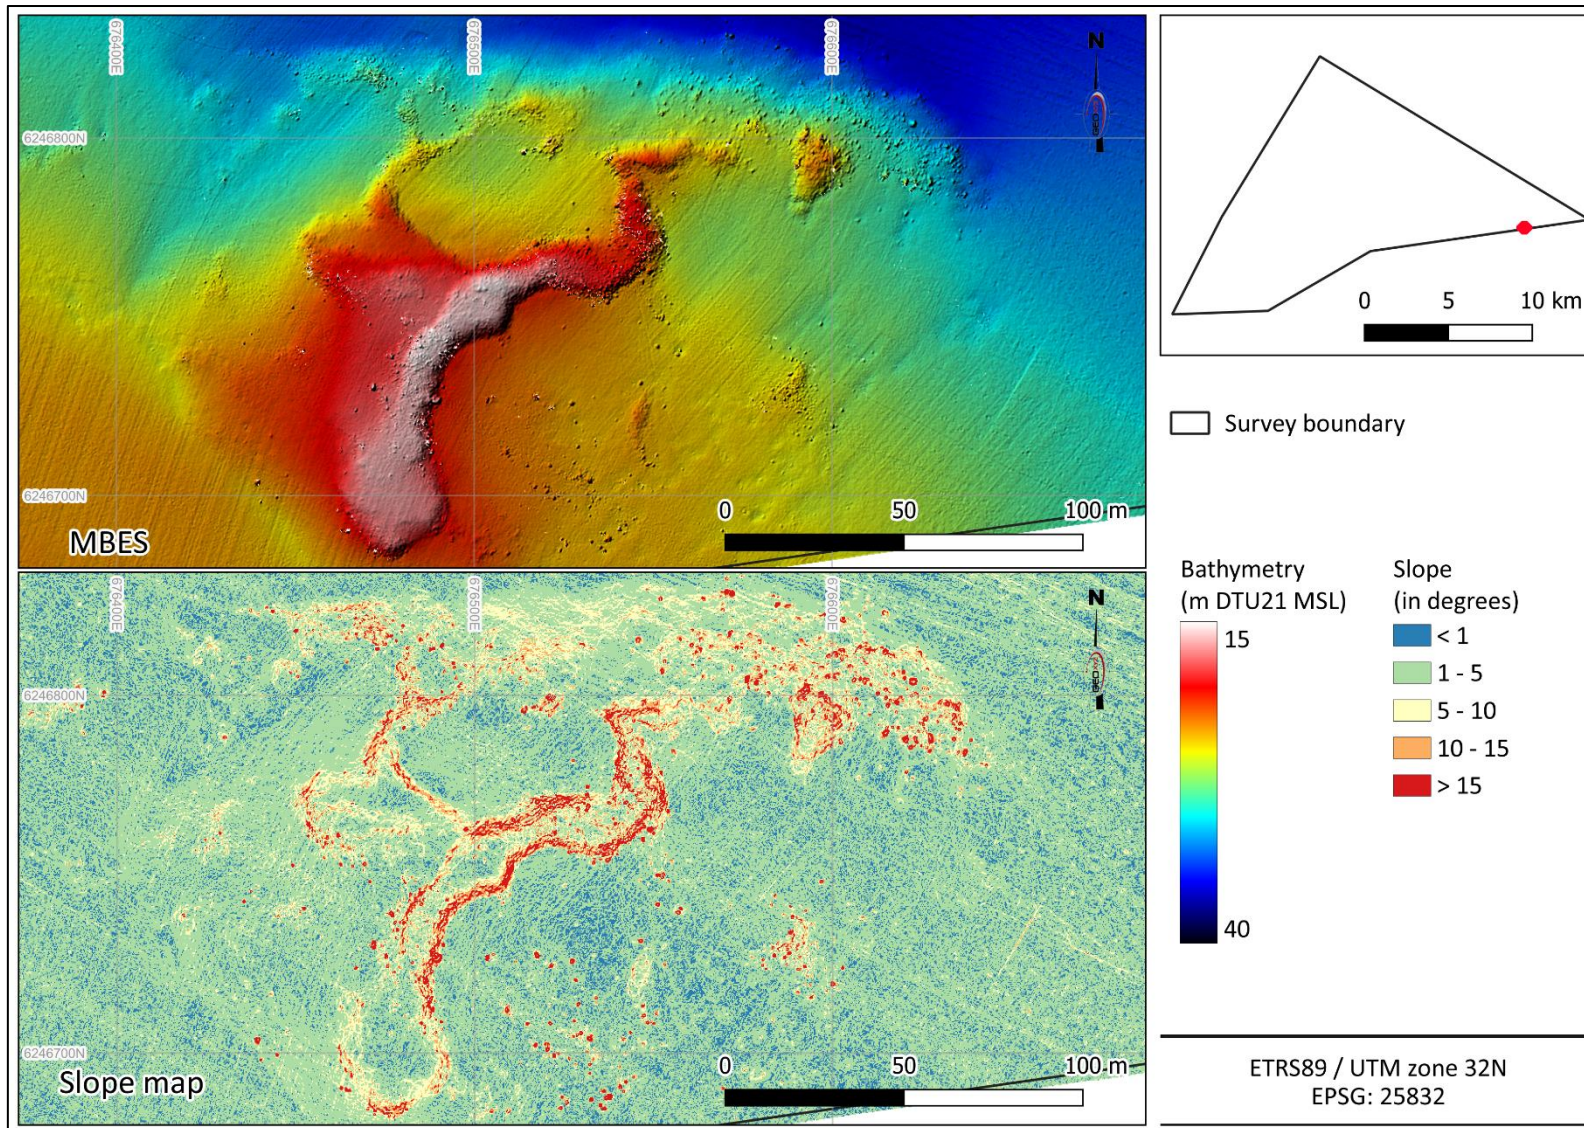 676400E
676500E
676600E
N
GEO
6246800N
6246700N
MBES
0 50 100 m
676400E
676500E
676600E
N
GEO
6246800N
6246700N
Slope map
0 50 100 m
0 5 10 km
Survey boundary
Bathymetry
(m DTU21 MSL)
15
40
Slope
(in degrees)
< 1
1 - 5
5 - 10
10 - 15
> 15
ETRS89 / UTM zone 32N
EPSG: 25832